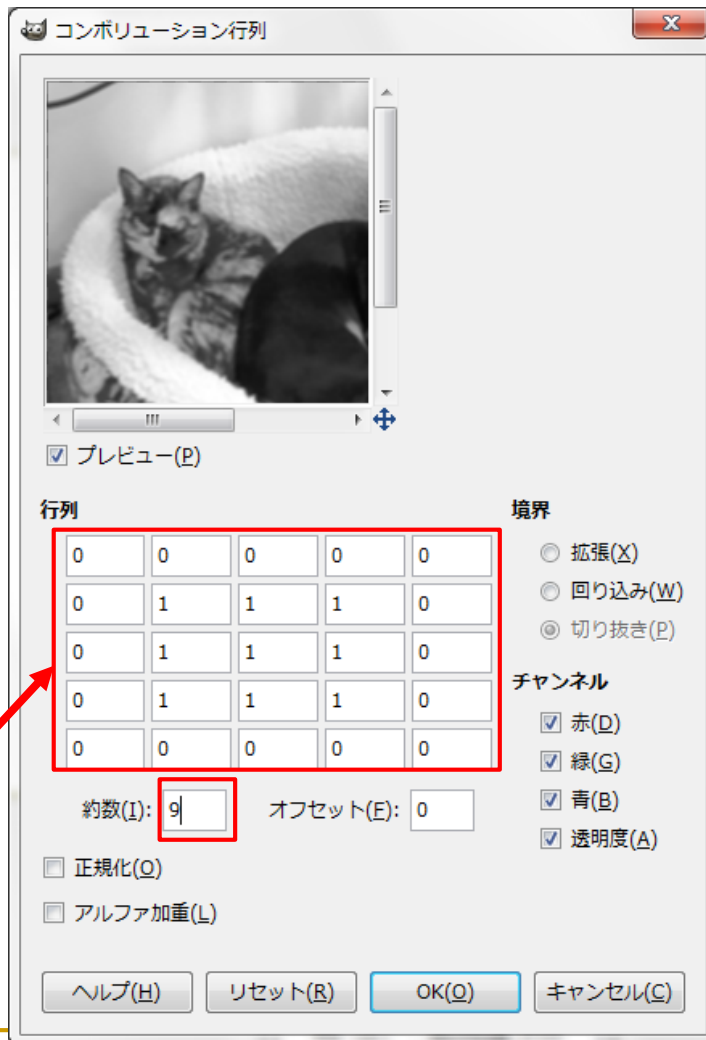 コンボリューション行列
プレビュー(P)
行列
0 0 0 0 0
0 1 1 1 0
0 1 1 1 0
0 1 1 1 0
0 0 0 0 0
境界
拡張(X)
回り込み(W)
切り抜き(P)
チャンネル
赤(D)
緑(G)
青(B)
透明度(A)
約数(I): 9 オフセット(F): 0
正規化(O)
アルファ加重(L)
ヘルプ(H) リセット(R) OK(O) キャンセル(C)